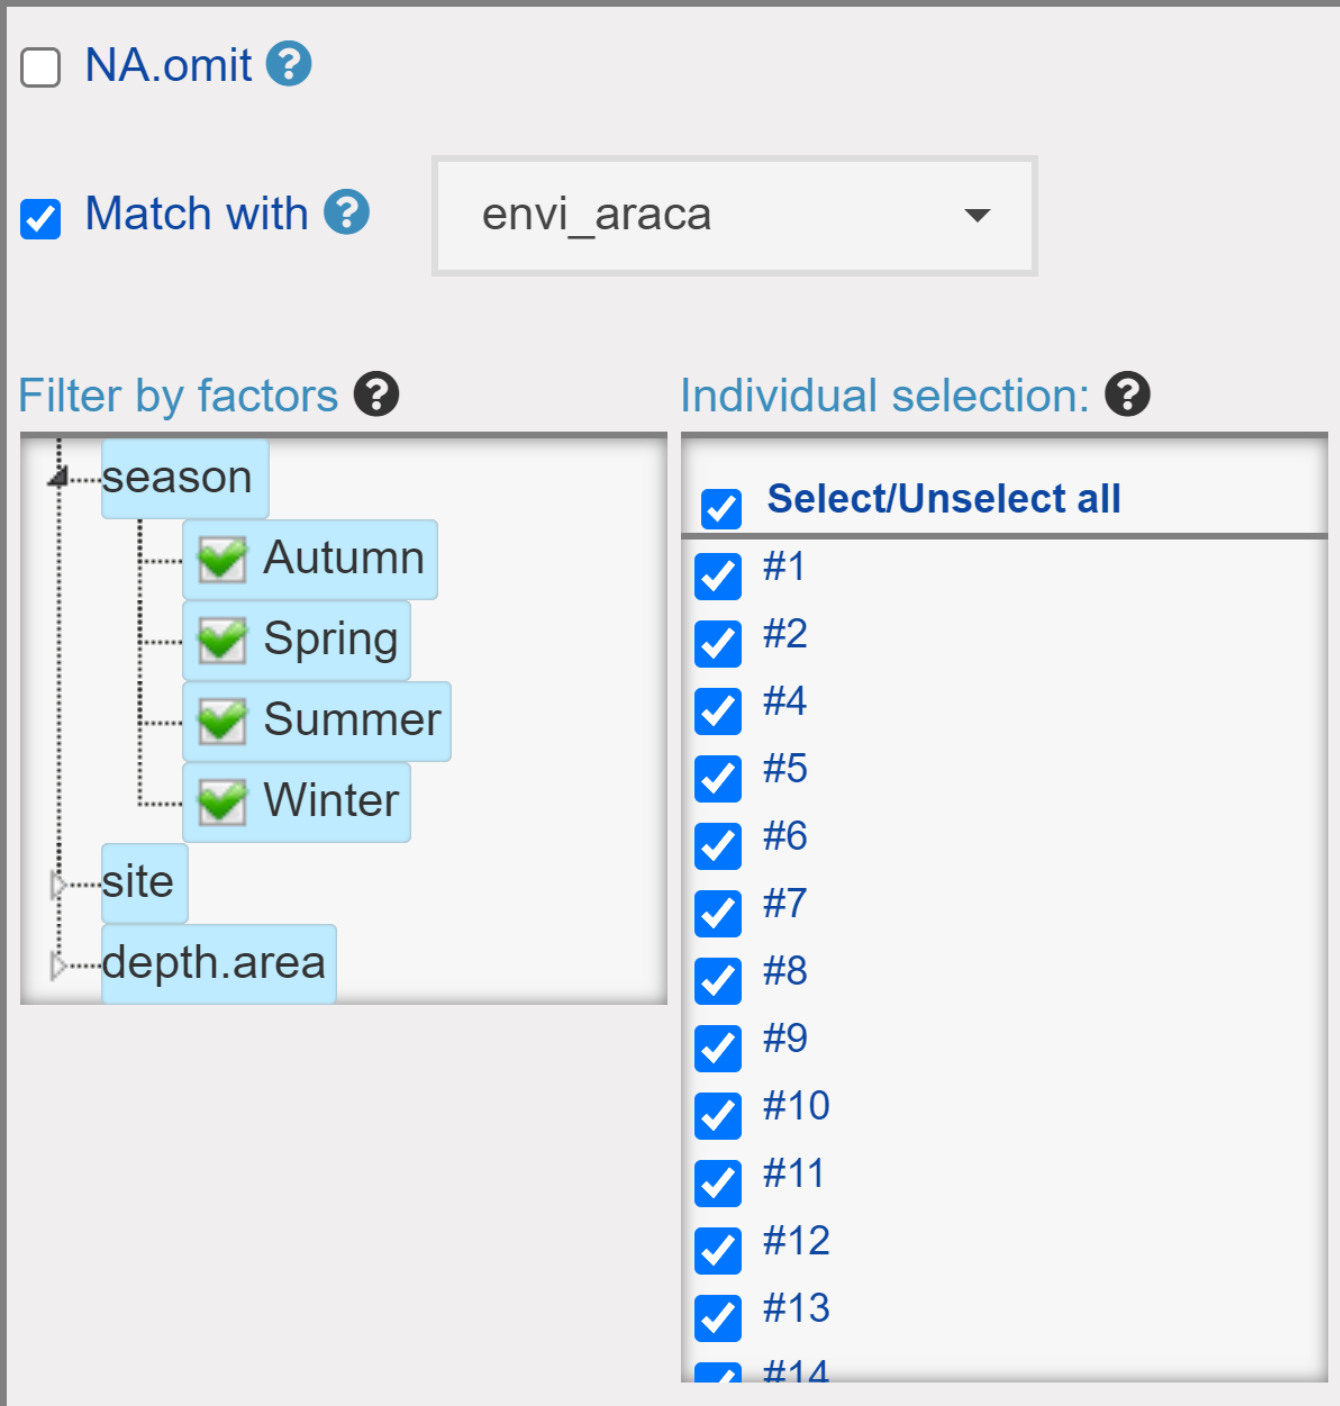 NA.omit ?
Match with ?
envi_araca
Filter by factors ?
season
Autumn
Spring
Summer
Winter
site
depth.area
Individual selection: ?
Select/Unselect all
#1
#2
#4
#5
#6
#7
#8
#9
#10
#11
#12
#13
#14